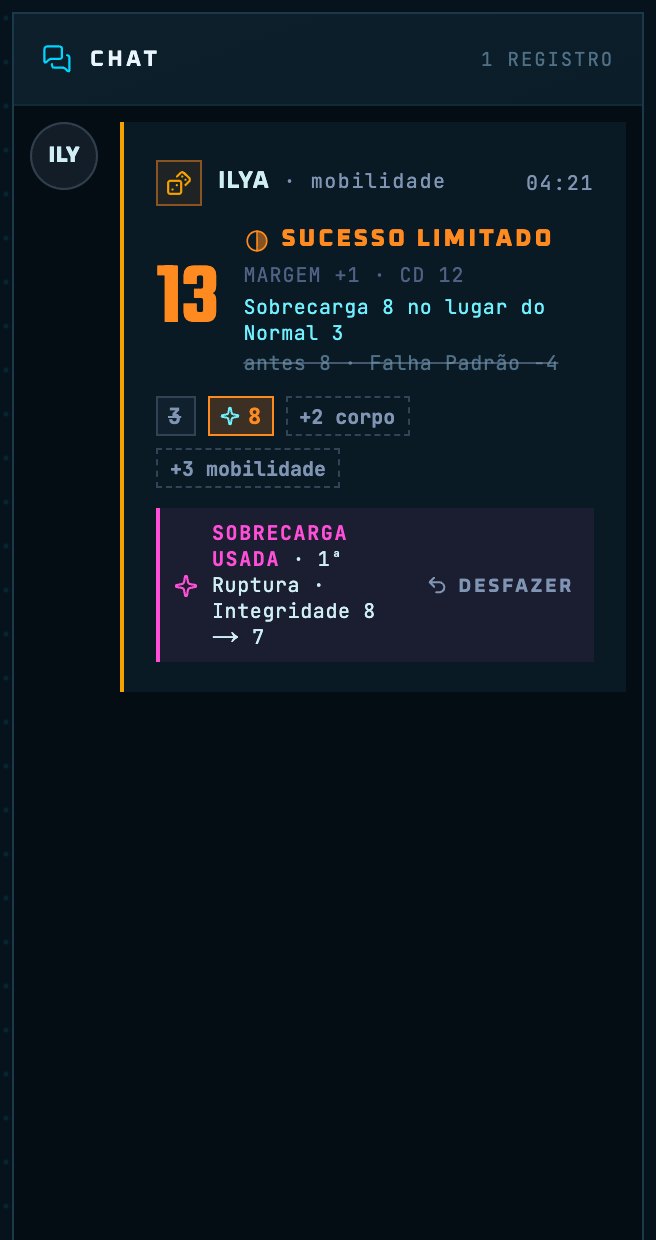 CHAT
1 REGISTRO
ILY
ILYA · mobilidade
04:21
SUCESSO LIMITADO
13
MARGEM +1 · CD 12
Sobrecarga 8 no lugar do
Normal 3
antes 8 · Falha Padrão -4
3
8
+2 corpo
+3 mobilidade
SOBRECARGA
USADA · 1ª
Ruptura ·
Integridade 8
→ 7
DESFAZER